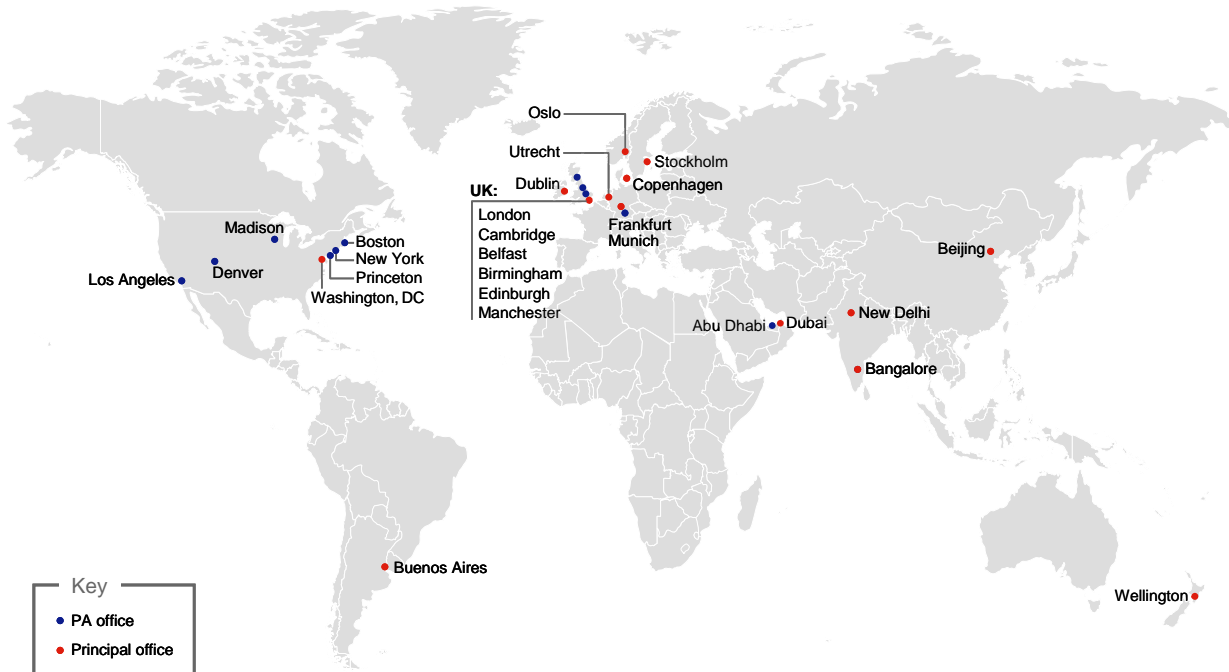 Oslo
Utrecht
Stockholm
Dublin
Copenhagen
UK:
London
Cambridge
Belfast
Birmingham
Edinburgh
Manchester
Frankfurt
Munich
Madison
Boston
New York
Denver
Princeton
Los Angeles
Washington, DC
Beijing
New Delhi
Abu Dhabi
Dubai
Bangalore
Buenos Aires
Wellington
Key
PA office
Principal office